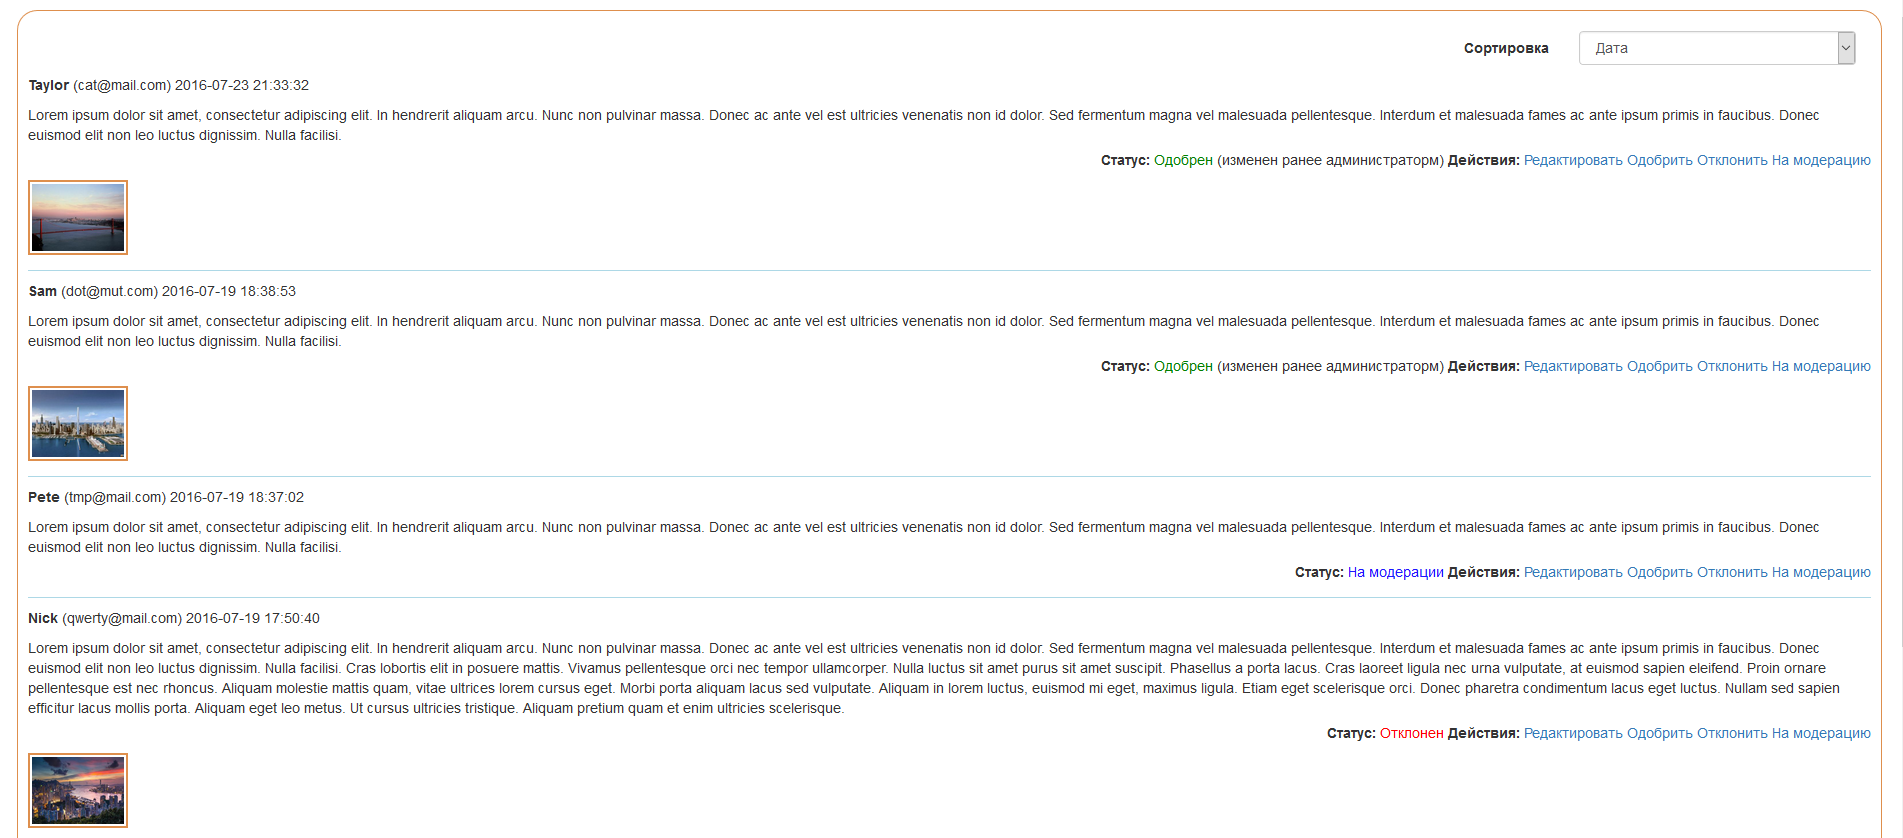 Сортировка Дата
Taylor (cat@mail.com) 2016-07-23 21:33:32
Lorem ipsum dolor sit amet, consectetur adipiscing elit. In hendrerit aliquam arcu. Nunc non pulvinar massa. Donec ac ante vel est ultricies venenatis non id dolor. Sed fermentum magna vel malesuada pellentesque. Interdum et malesuada fames ac ante ipsum primis in faucibus. Donec
euismod elit non leo luctus dignissim. Nulla facilisi.
Статус: Одобрен (изменен ранее администраторм) Действия: Редактировать Одобрить Отклонить На модерацию
Sam (dot@mut.com) 2016-07-19 18:38:53
Lorem ipsum dolor sit amet, consectetur adipiscing elit. In hendrerit aliquam arcu. Nunc non pulvinar massa. Donec ac ante vel est ultricies venenatis non id dolor. Sed fermentum magna vel malesuada pellentesque. Interdum et malesuada fames ac ante ipsum primis in faucibus. Donec
euismod elit non leo luctus dignissim. Nulla facilisi.
Статус: Одобрен (изменен ранее администраторм) Действия: Редактировать Одобрить Отклонить На модерацию
Pete (tmp@mail.com) 2016-07-19 18:37:02
Lorem ipsum dolor sit amet, consectetur adipiscing elit. In hendrerit aliquam arcu. Nunc non pulvinar massa. Donec ac ante vel est ultricies venenatis non id dolor. Sed fermentum magna vel malesuada pellentesque. Interdum et malesuada fames ac ante ipsum primis in faucibus. Donec
euismod elit non leo luctus dignissim. Nulla facilisi.
Статус: На модерации Действия: Редактировать Одобрить Отклонить На модерацию
Nick (qwerty@mail.com) 2016-07-19 17:50:40
Lorem ipsum dolor sit amet, consectetur adipiscing elit. In hendrerit aliquam arcu. Nunc non pulvinar massa. Donec ac ante vel est ultricies venenatis non id dolor. Sed fermentum magna vel malesuada pellentesque. Interdum et malesuada fames ac ante ipsum primis in faucibus. Donec
euismod elit non leo luctus dignissim. Nulla facilisi. Cras lobortis elit in posuere mattis. Vivamus pellentesque orci nec tempor ullamcorper. Nulla luctus sit amet purus sit amet suscipit. Phasellus a porta lacus. Cras laoreet ligula nec urna vulputate, at euismod sapien eleifend. Proin ornare
pellentesque est nec rhoncus. Aliquam molestie mattis quam, vitae ultrices lorem cursus eget. Morbi porta aliquam lacus sed vulputate. Aliquam in lorem luctus, euismod mi eget, maximus ligula. Etiam eget scelerisque orci. Donec pharetra condimentum lacus eget luctus. Nullam sed sapien
efficitur lacus mollis porta. Aliquam eget leo metus. Ut cursus ultricies tristique. Aliquam pretium quam et enim ultricies scelerisque.
Статус: Отклонен Действия: Редактировать Одобрить Отклонить На модерацию